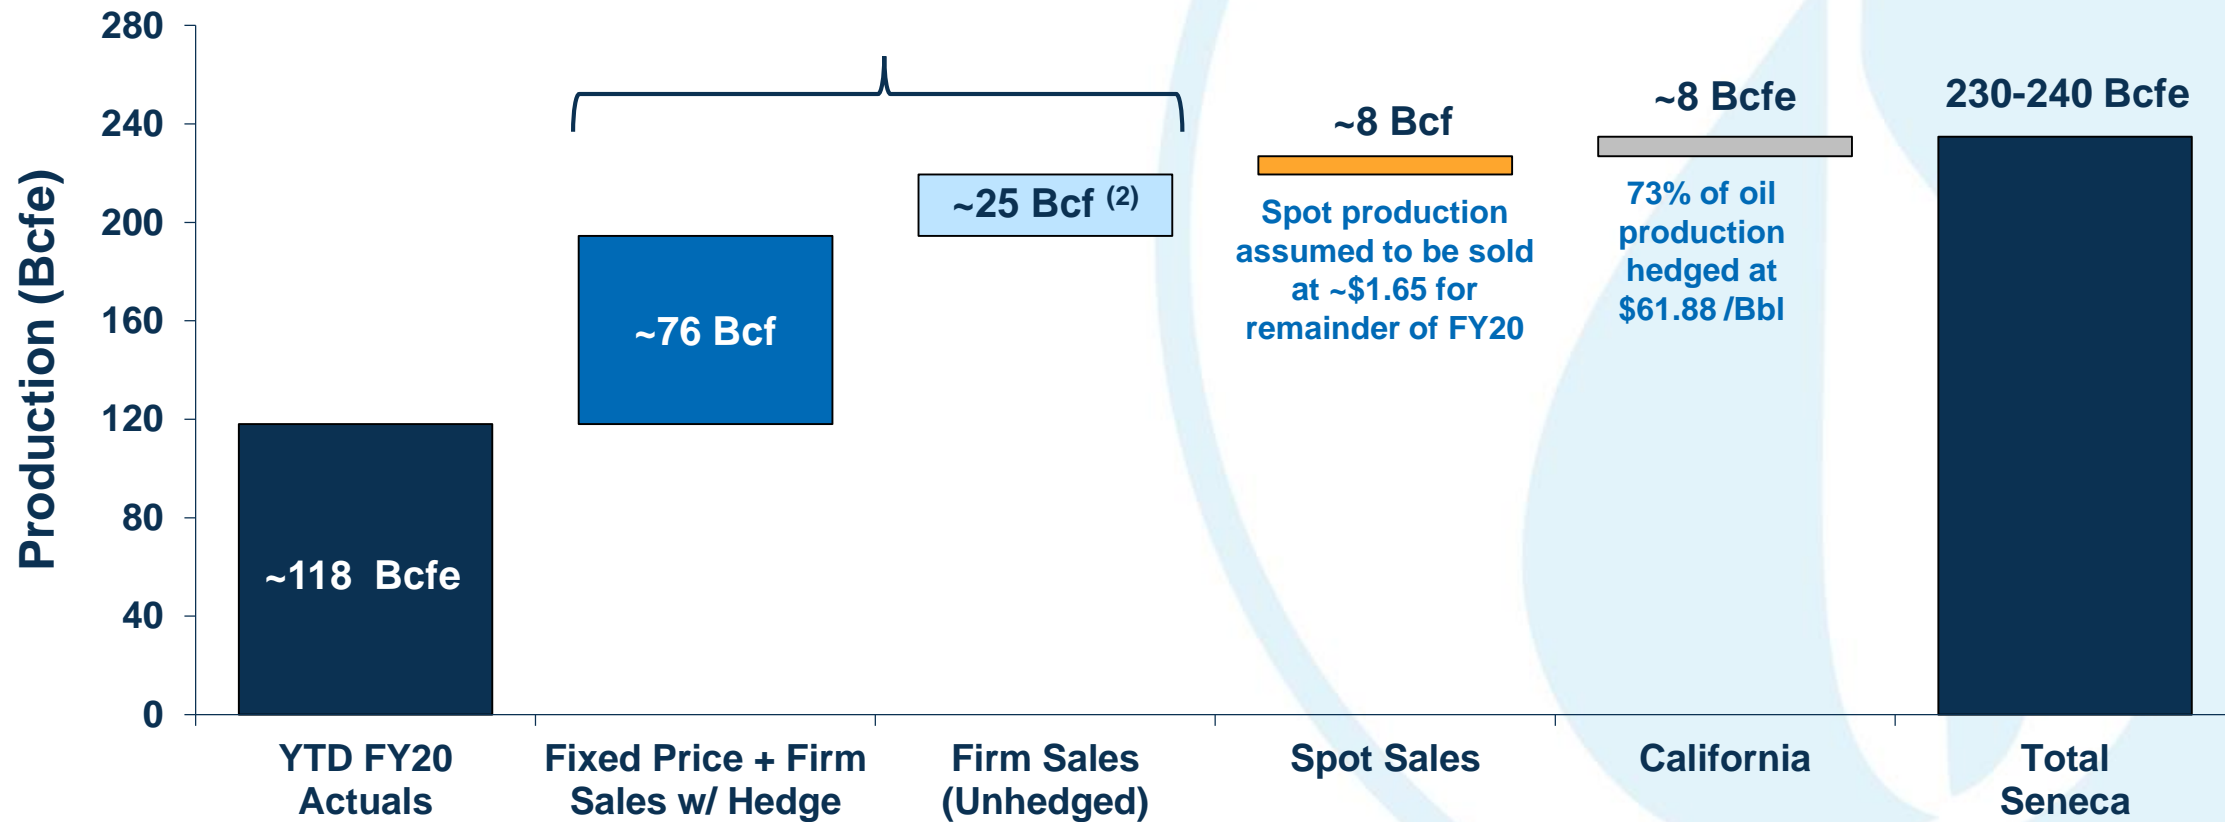 Production (Bcfe)
280
240
200
160
120
80
40
0
~118 Bcfe
~76 Bcf
~25 Bcf (2)
~8 Bcf
Spot production
assumed to be sold
at ~$1.65 for
remainder of FY20
~8 Bcfe
73% of oil
production
hedged at
$61.88 /Bbl
230-240 Bcfe
YTD FY20
Actuals
Fixed Price + Firm
Sales w/ Hedge
Firm Sales
(Unhedged)
Spot Sales
California
Total
Seneca